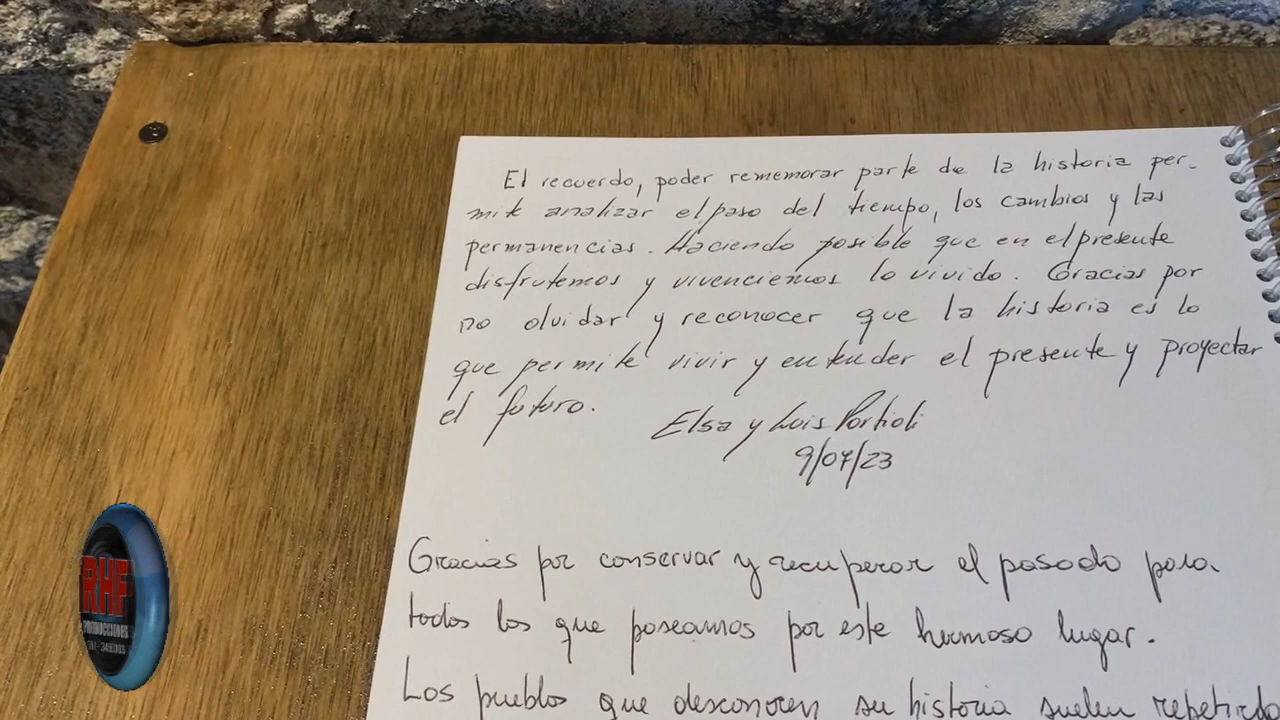 El recuerdo, poder rememorar parte de la historia per-
mite analizar el paso del tiempo, los cambios y las
permanencias. Haciendo posible que en el presente
disfrutemos y vivenciemos lo vivido. Gracias por
no olvidar y reconocer que la historia es lo
que permite vivir y entender el presente y proyectar
el futuro.
Elsa y Luis Portioli
9/07/23
Gracias por conservar y recuperar el pasado para
todos los que paseamos por este hermoso lugar.
Los pueblos que desconocen su historia suelen
RHF
PRODUCCIONES